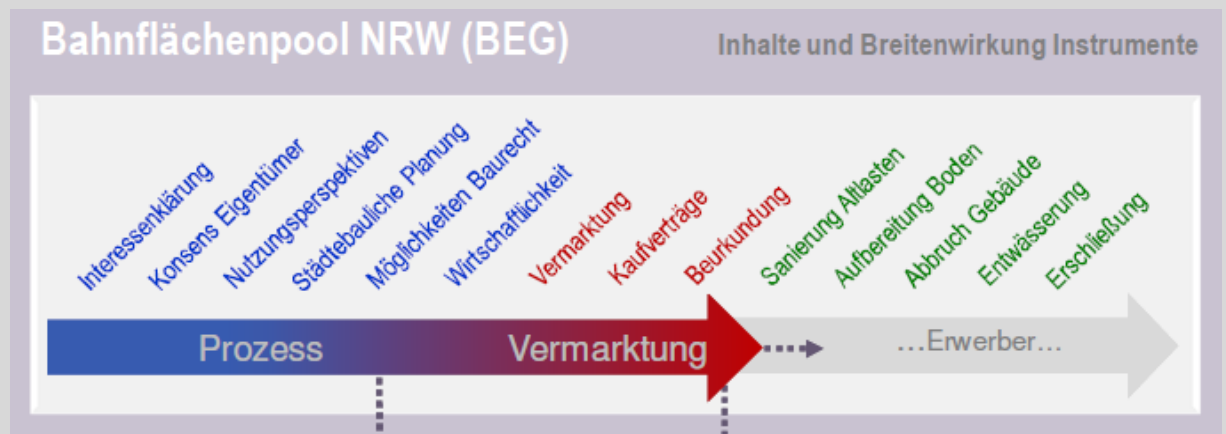 Bahnflächenpool NRW (BEG)
Inhalte und Breitenwirkung Instrumente
Interessenklärung
Konsens Eigentümer
Nutzungsperspektiven
Städtebauliche Planung
Möglichkeiten Baurecht
Wirtschaftlichkeit
Vermarktung
Kaufverträge
Beurkundung
Sanierung Altlasten
Aufbereitung Boden
Abbruch Gebäude
Entwässerung
Erschließung
Prozess
Vermarktung
...Erwerber...